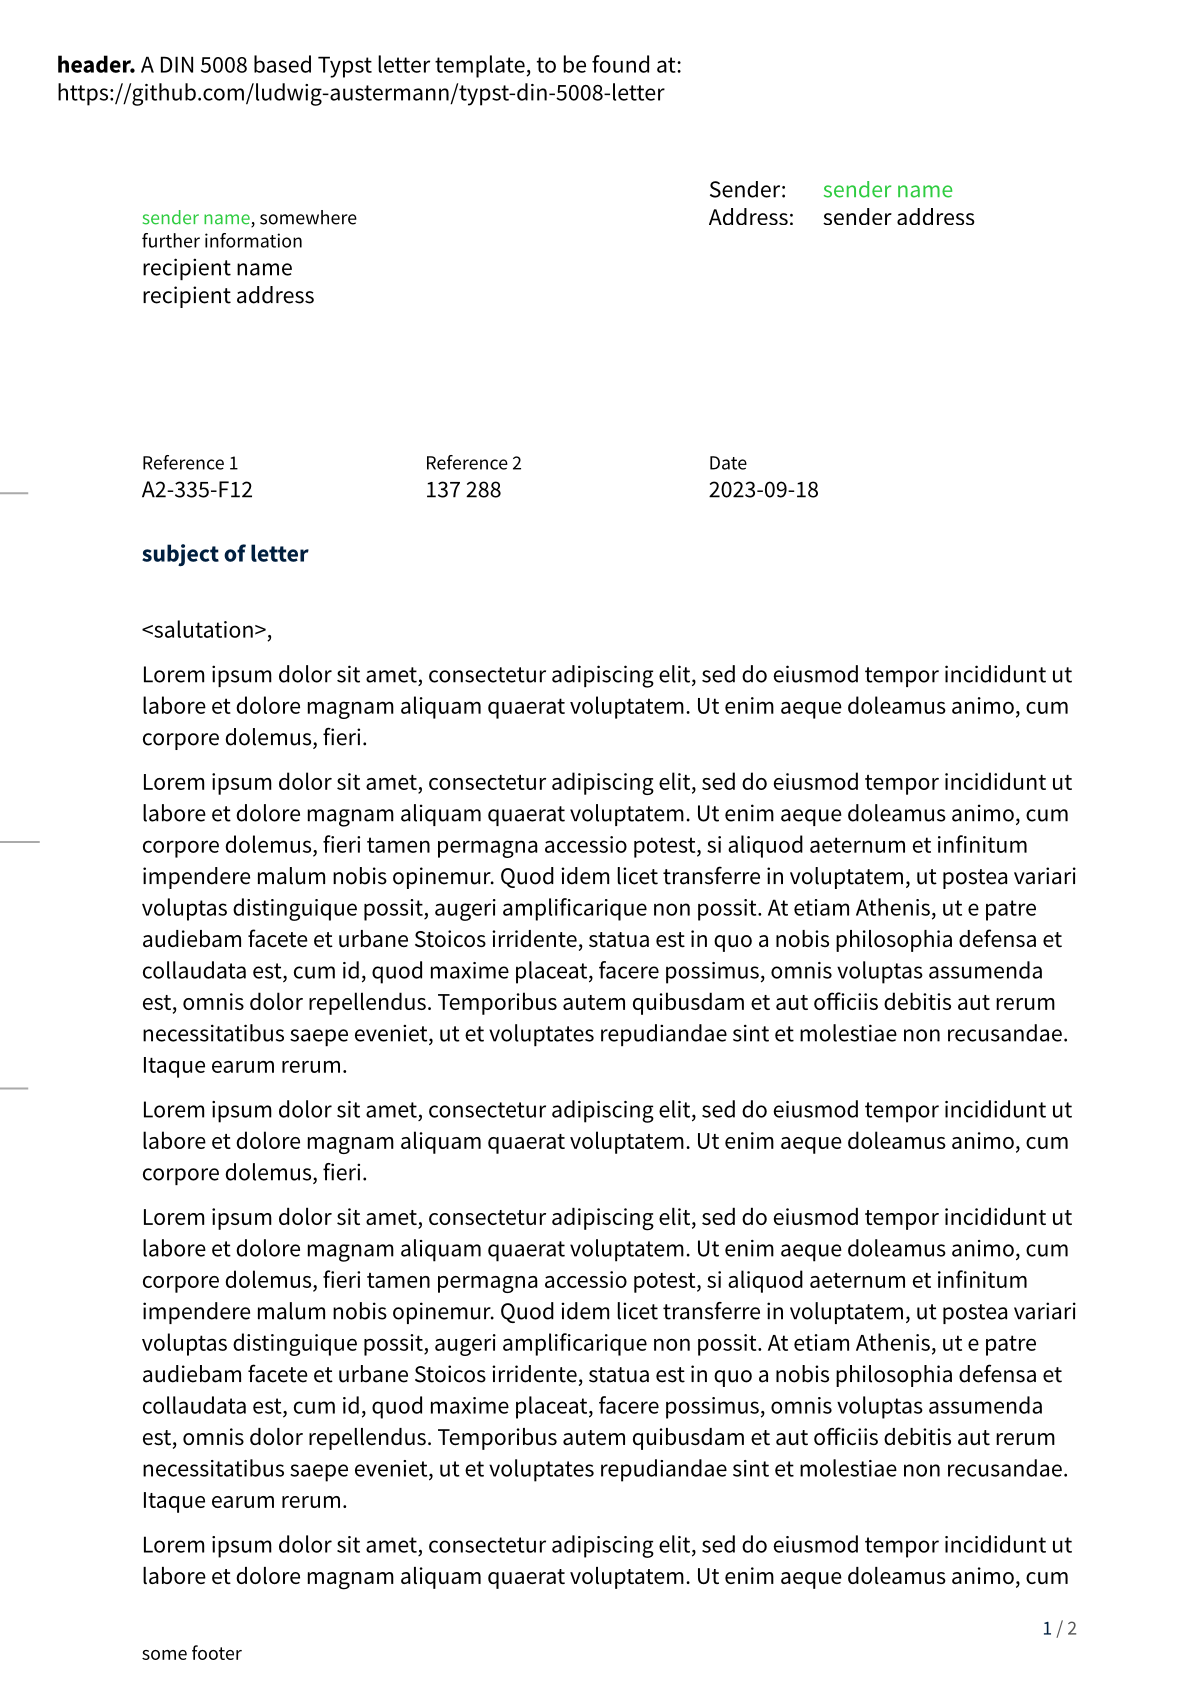 header. A DIN 5008 based Typst letter template, to be found at:
https://github.com/ludwig-austermann/typst-din-5008-letter
Sender: sender name
Address: sender address
sender name, somewhere
further information
recipient name
recipient address
Reference 1 Reference 2 Date
A2-335-F12 137 288 2023-09-18
subject of letter
<salutation>,
Lorem ipsum dolor sit amet, consectetur adipiscing elit, sed do eiusmod tempor incididunt ut
labore et dolore magnam aliquam quaerat voluptatem. Ut enim aeque doleamus animo, cum
corpore dolemus, fieri.
Lorem ipsum dolor sit amet, consectetur adipiscing elit, sed do eiusmod tempor incididunt ut
labore et dolore magnam aliquam quaerat voluptatem. Ut enim aeque doleamus animo, cum
corpore dolemus, fieri tamen permagna accessio potest, si aliquod aeternum et infinitum
impendere malum nobis opinemur. Quod idem licet transferre in voluptatem, ut postea variari
voluptas distinguique possit, augeri amplificarique non possit. At etiam Athenis, ut e patre
audiebam facete et urbane Stoicos irridente, statua est in quo a nobis philosophia defensa et
collaudata est, cum id, quod maxime placeat, facere possimus, omnis voluptas assumenda
est, omnis dolor repellendus. Temporibus autem quibusdam et aut officiis debitis aut rerum
necessitatibus saepe eveniet, ut et voluptates repudiandae sint et molestiae non recusandae.
Itaque earum rerum.
Lorem ipsum dolor sit amet, consectetur adipiscing elit, sed do eiusmod tempor incididunt ut
labore et dolore magnam aliquam quaerat voluptatem. Ut enim aeque doleamus animo, cum
corpore dolemus, fieri.
Lorem ipsum dolor sit amet, consectetur adipiscing elit, sed do eiusmod tempor incididunt ut
labore et dolore magnam aliquam quaerat voluptatem. Ut enim aeque doleamus animo, cum
corpore dolemus, fieri tamen permagna accessio potest, si aliquod aeternum et infinitum
impendere malum nobis opinemur. Quod idem licet transferre in voluptatem, ut postea variari
voluptas distinguique possit, augeri amplificarique non possit. At etiam Athenis, ut e patre
audiebam facete et urbane Stoicos irridente, statua est in quo a nobis philosophia defensa et
collaudata est, cum id, quod maxime placeat, facere possimus, omnis voluptas assumenda
est, omnis dolor repellendus. Temporibus autem quibusdam et aut officiis debitis aut rerum
necessitatibus saepe eveniet, ut et voluptates repudiandae sint et molestiae non recusandae.
Itaque earum rerum.
Lorem ipsum dolor sit amet, consectetur adipiscing elit, sed do eiusmod tempor incididunt ut
labore et dolore magnam aliquam quaerat voluptatem. Ut enim aeque doleamus animo, cum
1 / 2
some footer